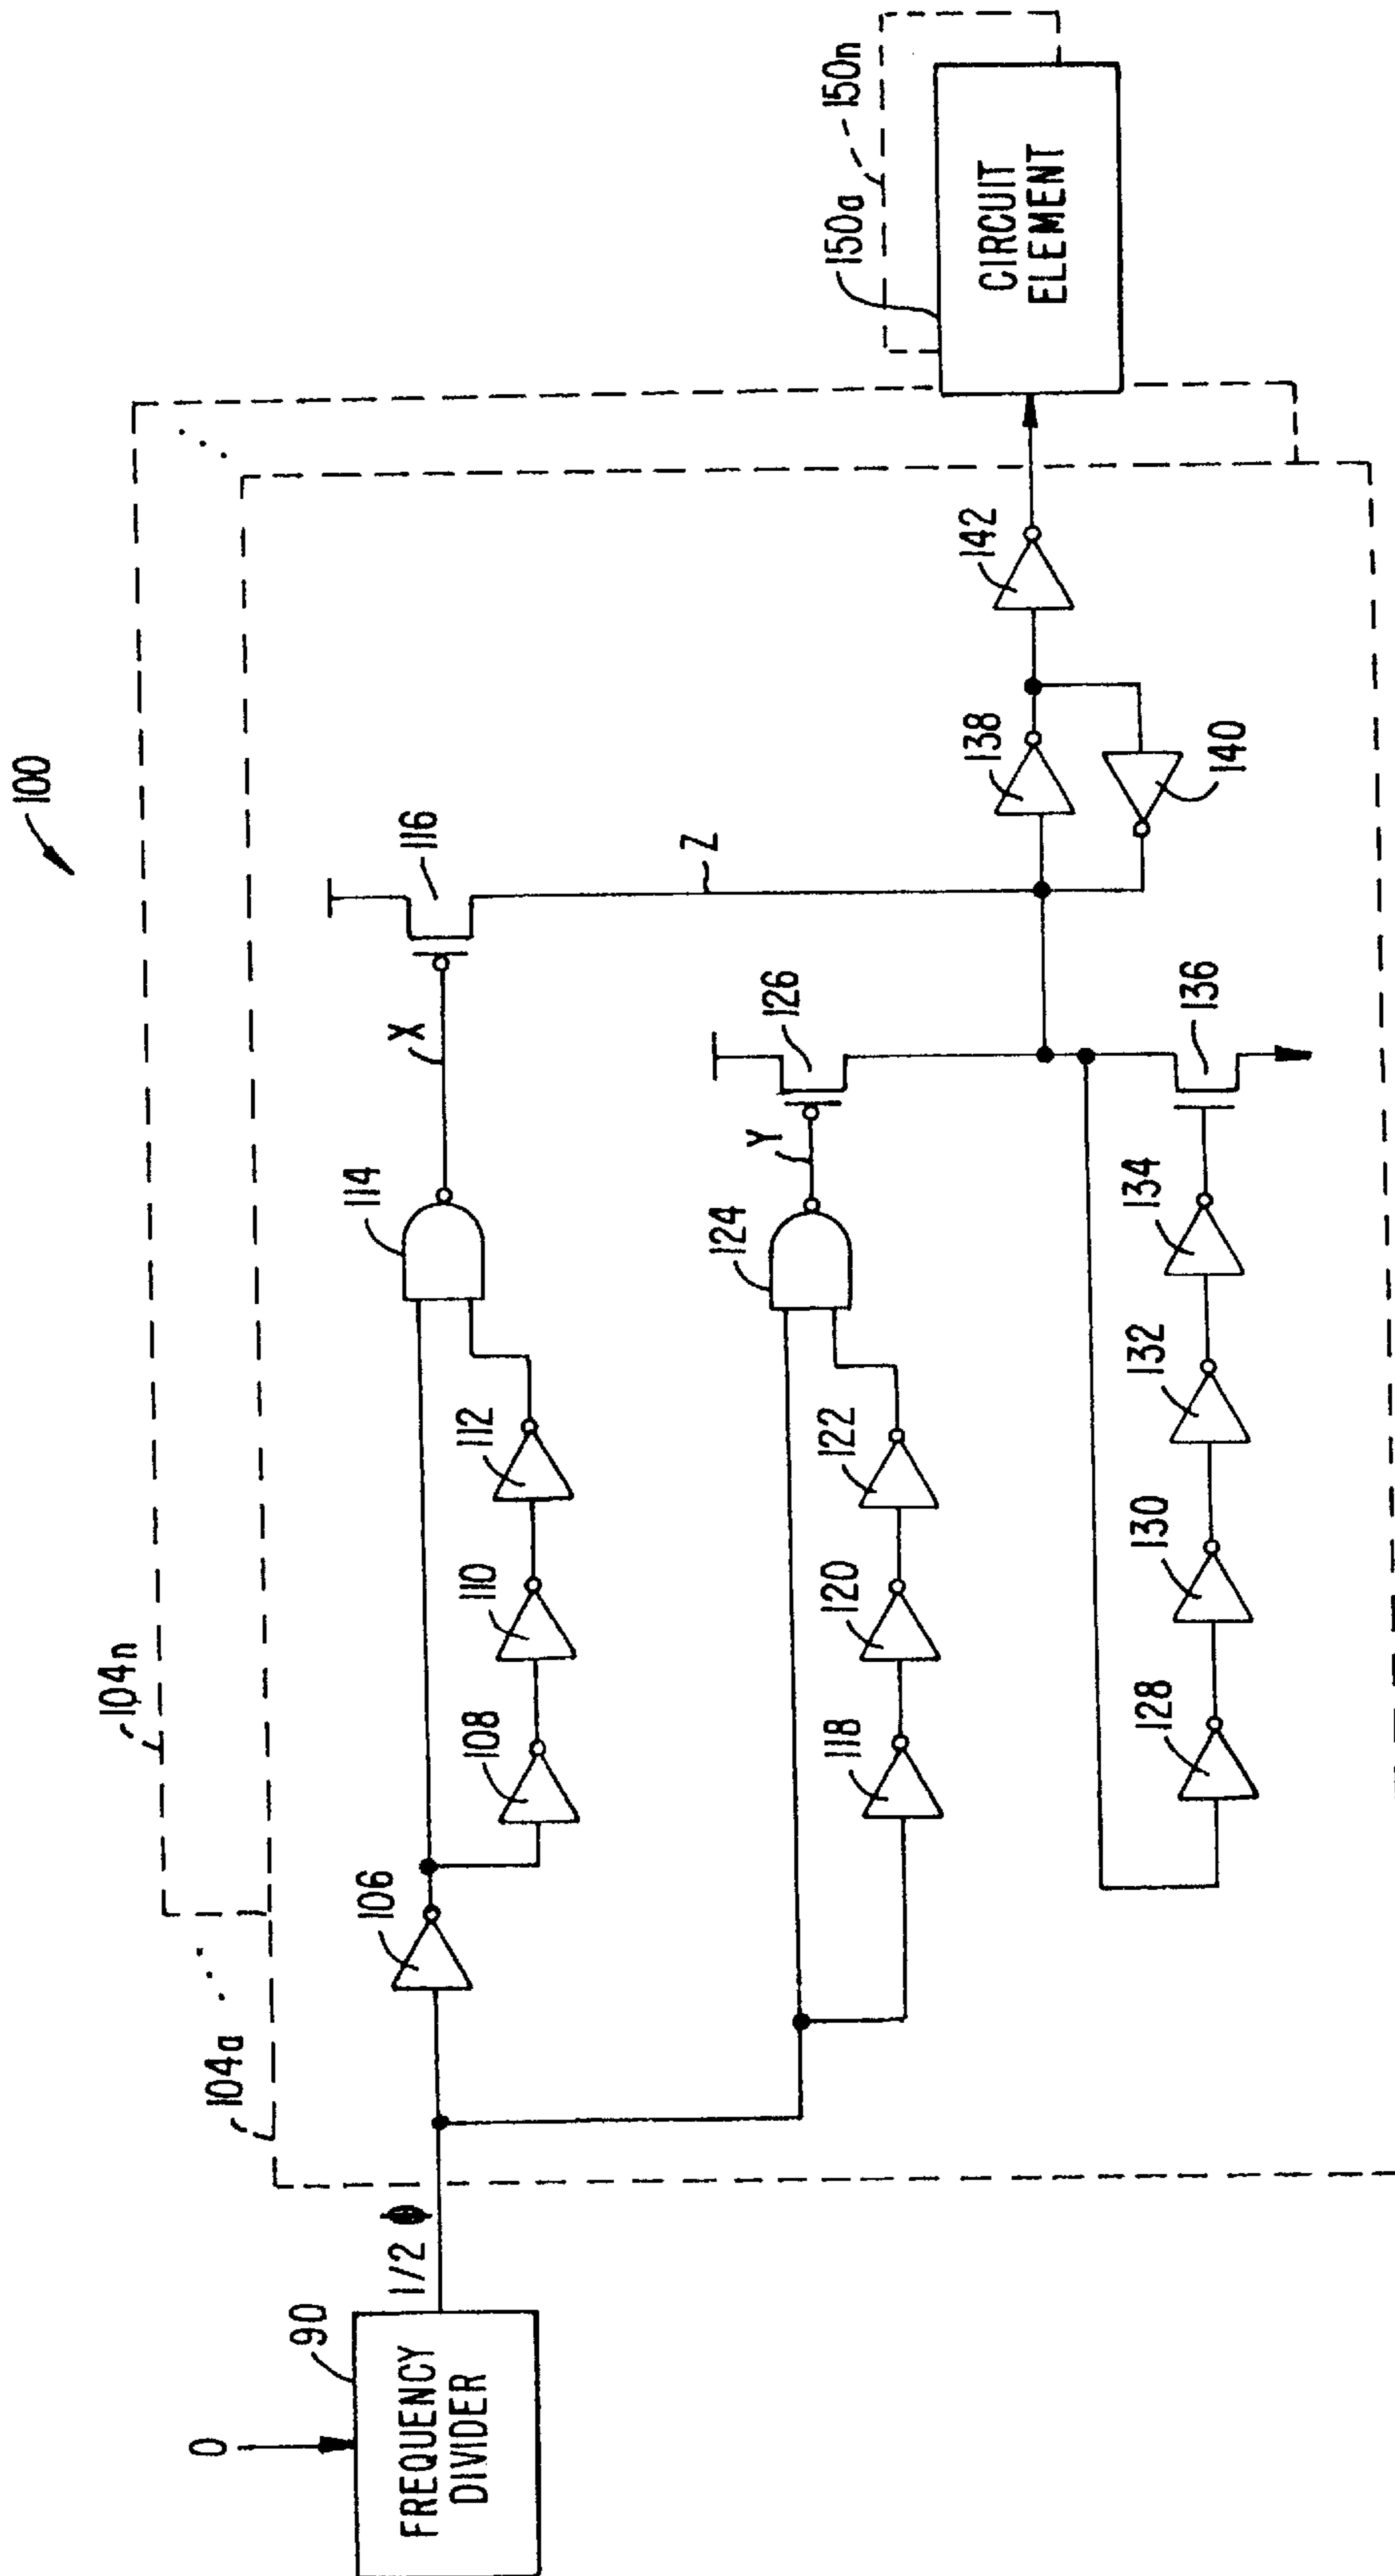 100
104n
104a
0
90
FREQUENCY
DIVIDER
1/2 ϕ
106
108
110
112
114
X
116
Z
118
120
122
124
Y
126
128
130
132
134
136
138
140
142
150a
150n
CIRCUIT
ELEMENT